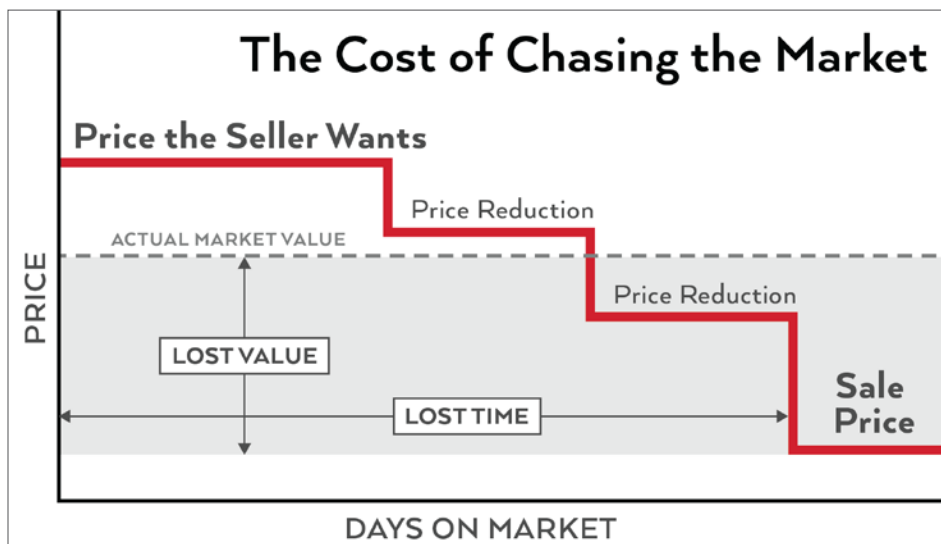 The Cost of Chasing the Market
Price the Seller Wants
Price Reduction
ACTUAL MARKET VALUE
PRICE
Price Reduction
LOST VALUE
Sale
Price
LOST TIME
DAYS ON MARKET